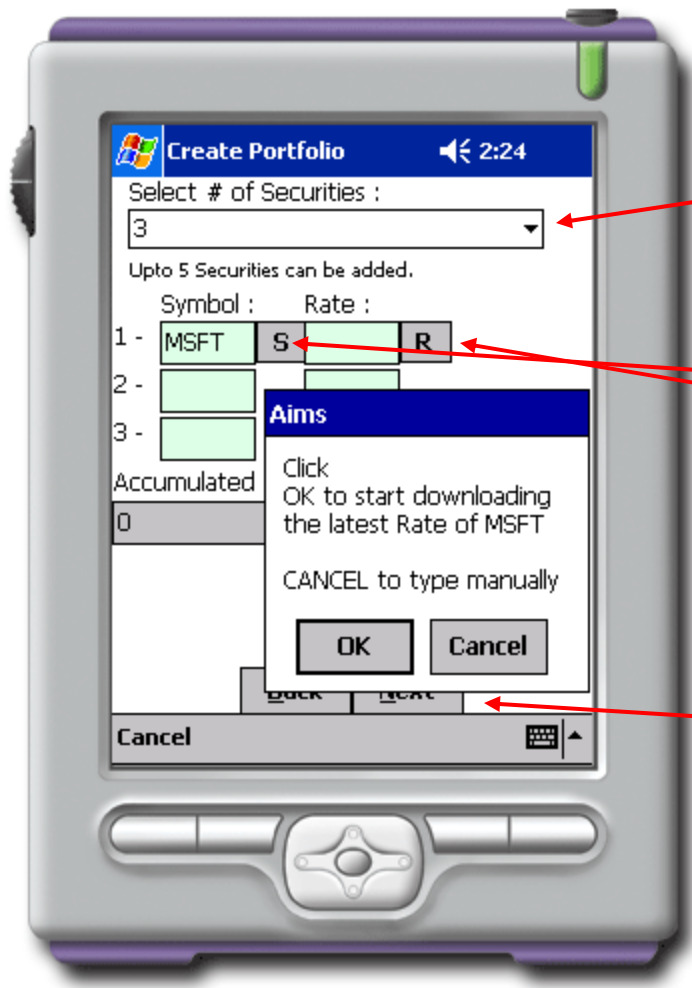 Create Portfolio 2:24
Select # of Securities :
3
Upto 5 Securities can be added.
Symbol : Rate :
1 - MSFT S R
2 -
3 -
Aims
Click
OK to start downloading
the latest Rate of MSFT
CANCEL to type manually
OK Cancel
Accumulated
0
Next
Cancel